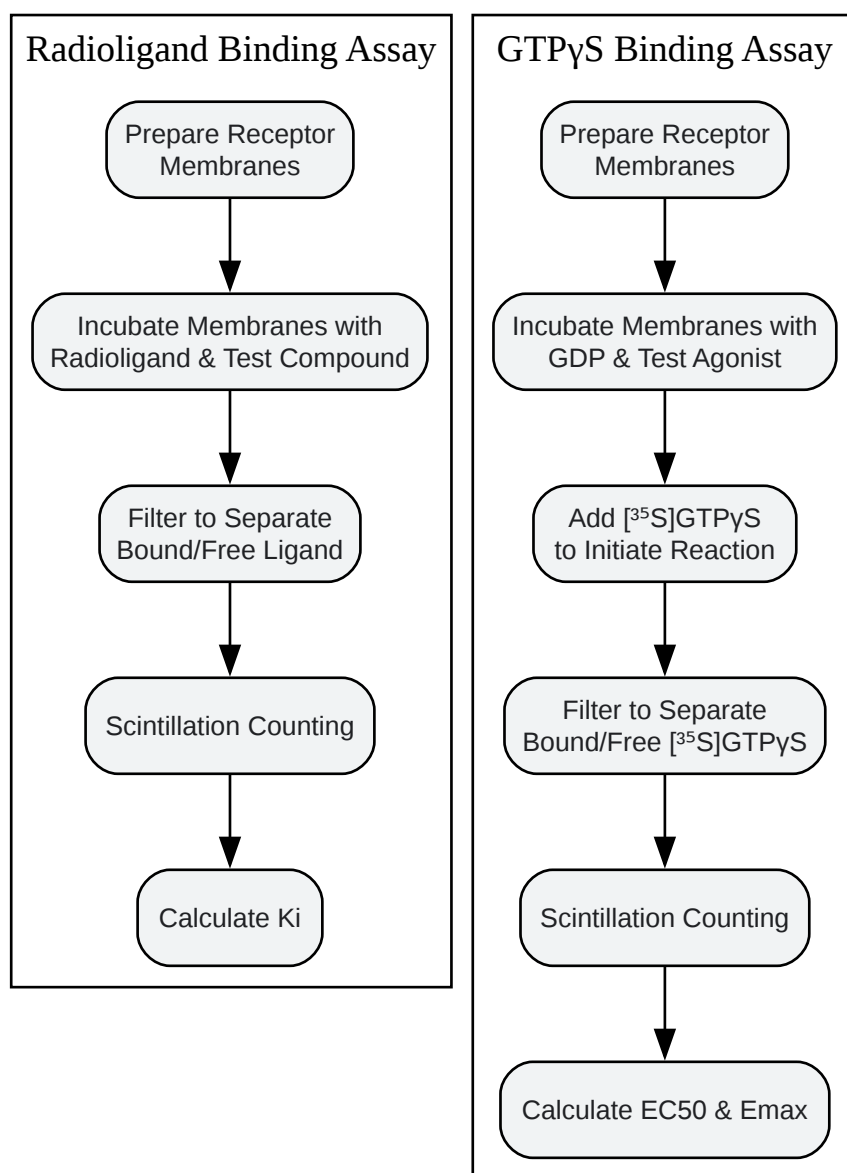 Radioligand Binding Assay
Prepare Receptor
Membranes
Incubate Membranes with
Radioligand & Test Compound
Filter to Separate
Bound/Free Ligand
Scintillation Counting
Calculate Ki
GTPγS Binding Assay
Prepare Receptor
Membranes
Incubate Membranes with
GDP & Test Agonist
Add [³⁵S]GTPγS
to Initiate Reaction
Filter to Separate
Bound/Free [³⁵S]GTPγS
Scintillation Counting
Calculate EC50 & Emax